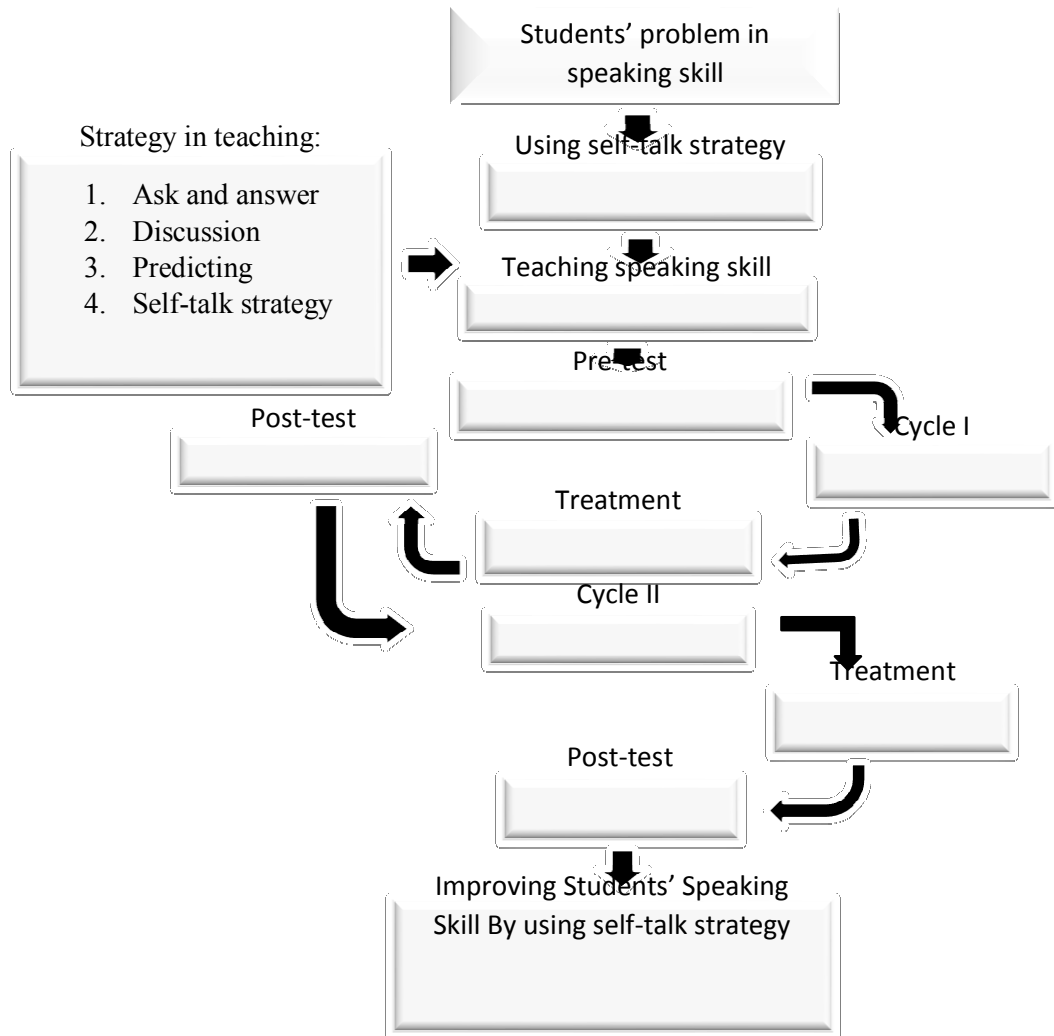 Students’ problem in
speaking skill
Strategy in teaching:
1. Ask and answer
2. Discussion
3. Predicting
4. Self-talk strategy
Using self-talk strategy
Teaching speaking skill
Pre-test
Cycle I
Treatment
Post-test
Cycle II
Treatment
Post-test
Improving Students’ Speaking
Skill By using self-talk strategy